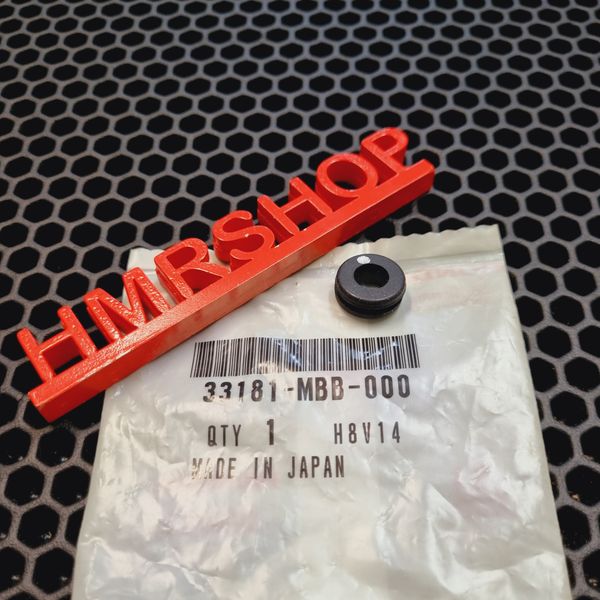 HMRSHOP
33181-MBB-000
QTY 1 H8V14
MADE IN JAPAN